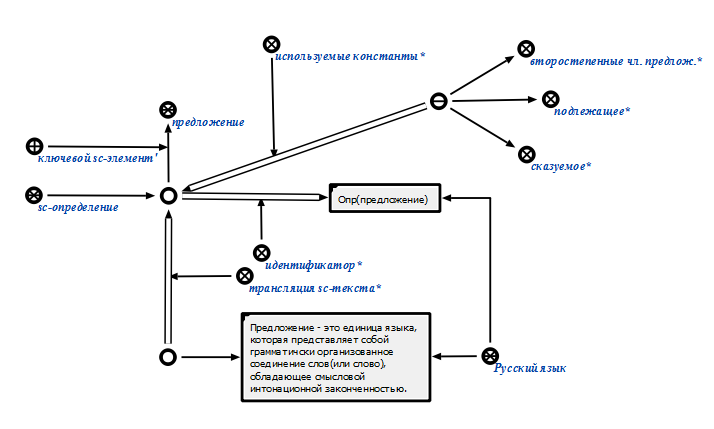 используемые константы*
второстепенные чл. предлож.*
подлежащее*
предложение
ключевой sc-элемент'
сказуемое*
sc-определение
Опр(предложение)
идентификатор*
трансляция sc-текста*
Предложение - это единица языка,
которая представляет собой
грамматичски организованное
соединение слов(или слово),
обладающее смысловой
интонационной законченностью.
Русский язык